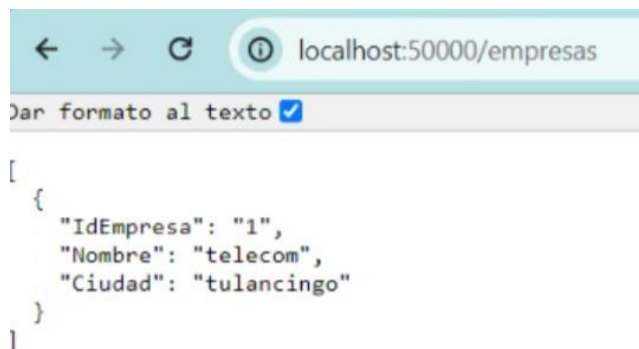 localhost:50000/empresas
Dar formato al texto
[
{
"IdEmpresa": "1",
"Nombre": "telecom",
"Ciudad": "tulancingo"
}
]